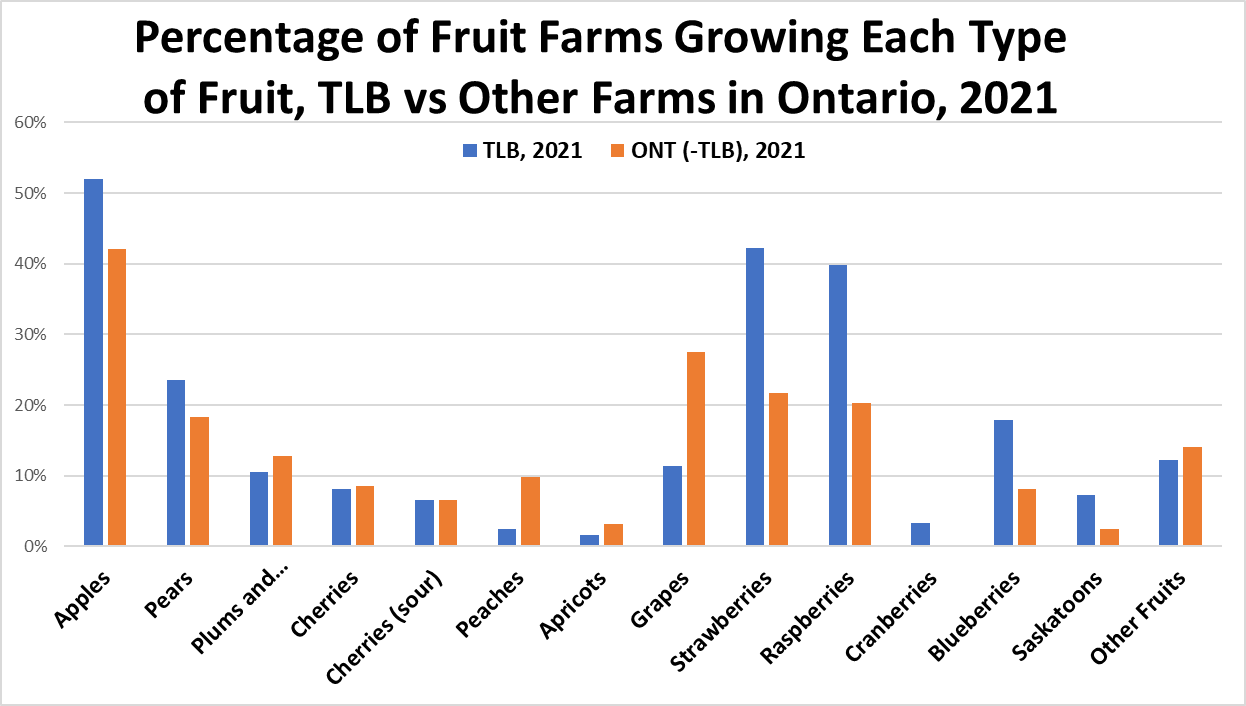 Percentage of Fruit Farms Growing Each Type
of Fruit, TLB vs Other Farms in Ontario, 2021
60%
TLB, 2021 ONT (-TLB), 2021
50%
40%
30%
20%
10%
0%
Apples
Pears
Plums and...
Cherries
Cherries (sour)
Peaches
Apricots
Grapes
Strawberries
Raspberries
Cranberries
Blueberries
Saskatoons
Other Fruits